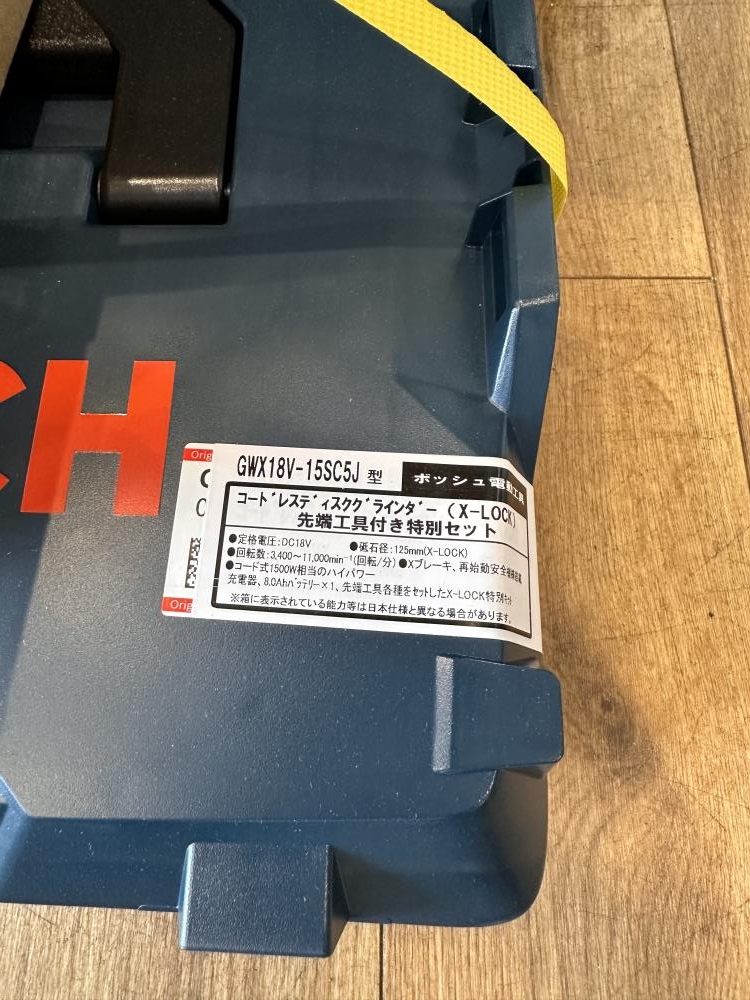 CH
Orig
GWX18V-15SC5J 型
ボッシュ電動工具
コードレスディスクグラインダー(X-LOCK)
先端工具付き特別セット
●定格電圧:DC18V ●砥石径:125mm(X-LOCK)
●回転数:3,400〜11,000min⁻¹(回転/分) ●Xブレーキ、再始動安全機構搭載
●コード式1500W相当のハイパワー
充電器、8.0Ahバッテリー×1、先端工具各種をセットしたX-LOCK特別セット
※箱に表示されている能力等は日本仕様と異なる場合があります。
Orig